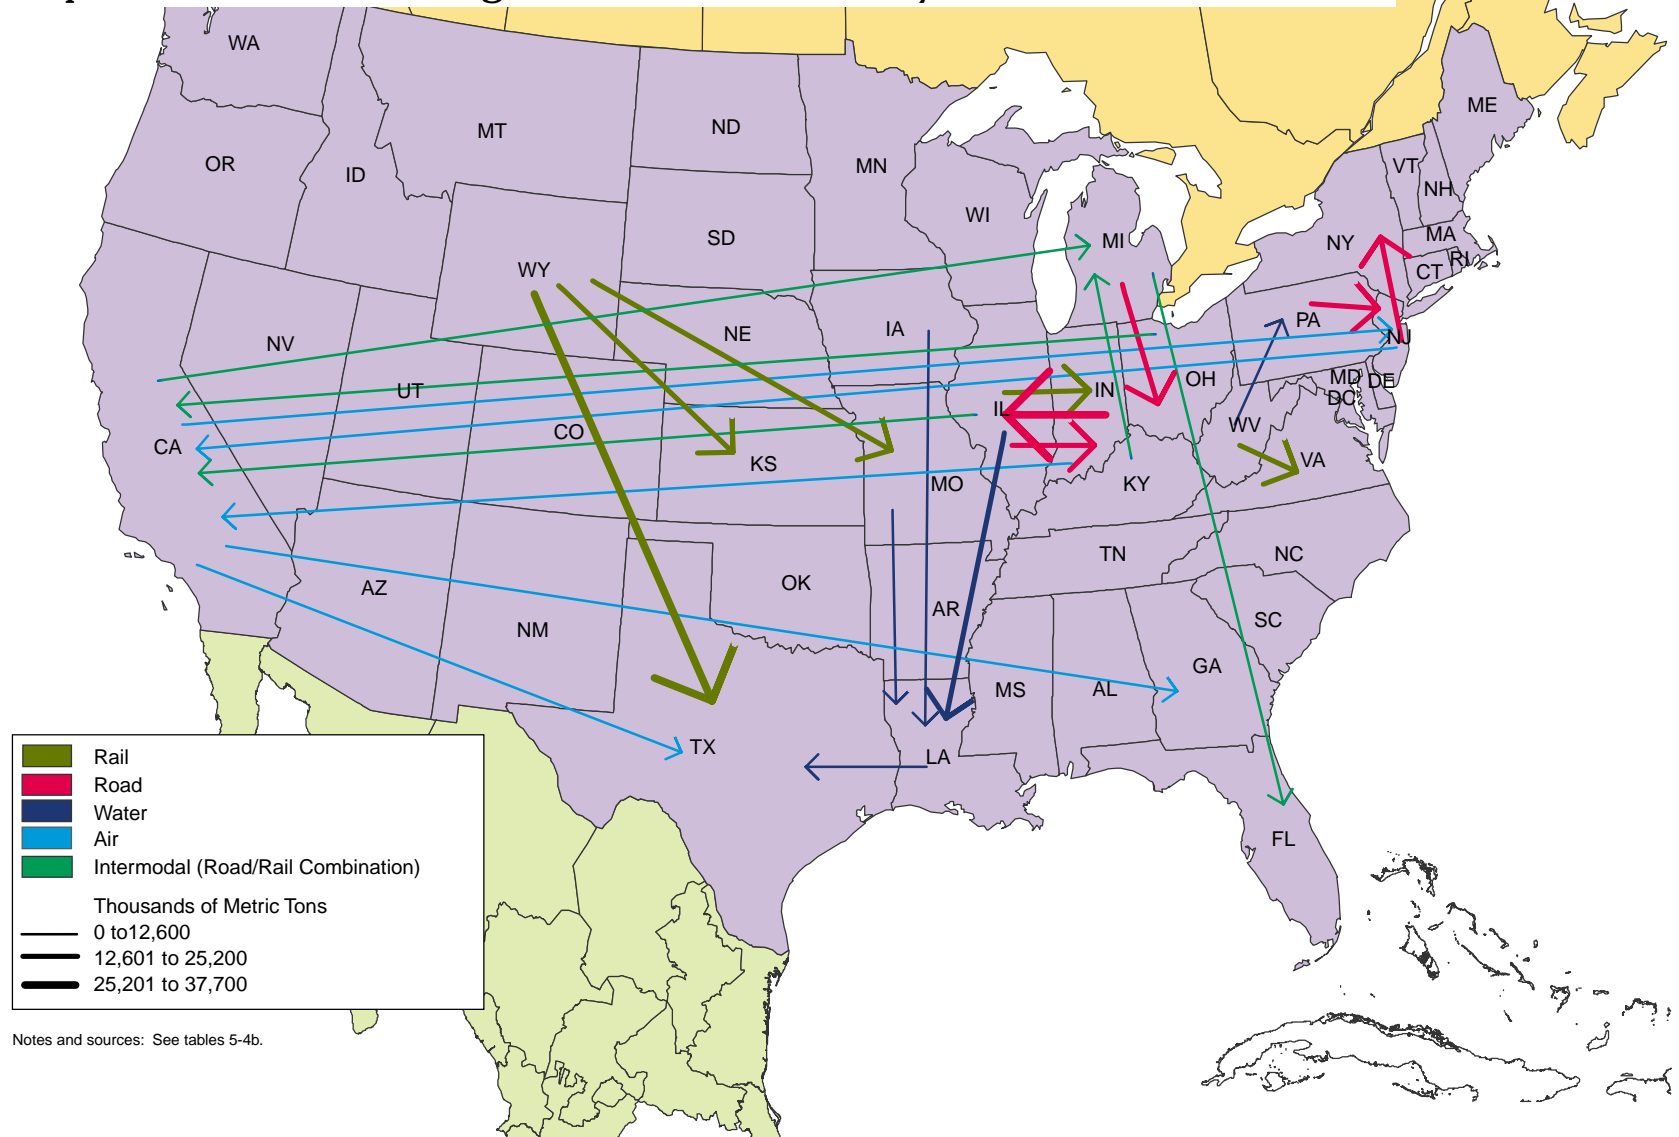 WA
MT
ND
MN
ME
OR
ID
SD
WI
MI
VT
NH
NY
MA
CT
RI
WY
NV
NE
IA
PA
NJ
UT
CO
IL
IN
OH
MD
DE
DC
CA
KS
MO
KY
WV
VA
AZ
NM
OK
AR
TN
NC
SC
MS
AL
GA
TX
LA
FL
Rail
Road
Water
Air
Intermodal (Road/Rail Combination)
Thousands of Metric Tons
0 to12,600
12,601 to 25,200
25,201 to 37,700
Notes and sources: See tables 5-4b.